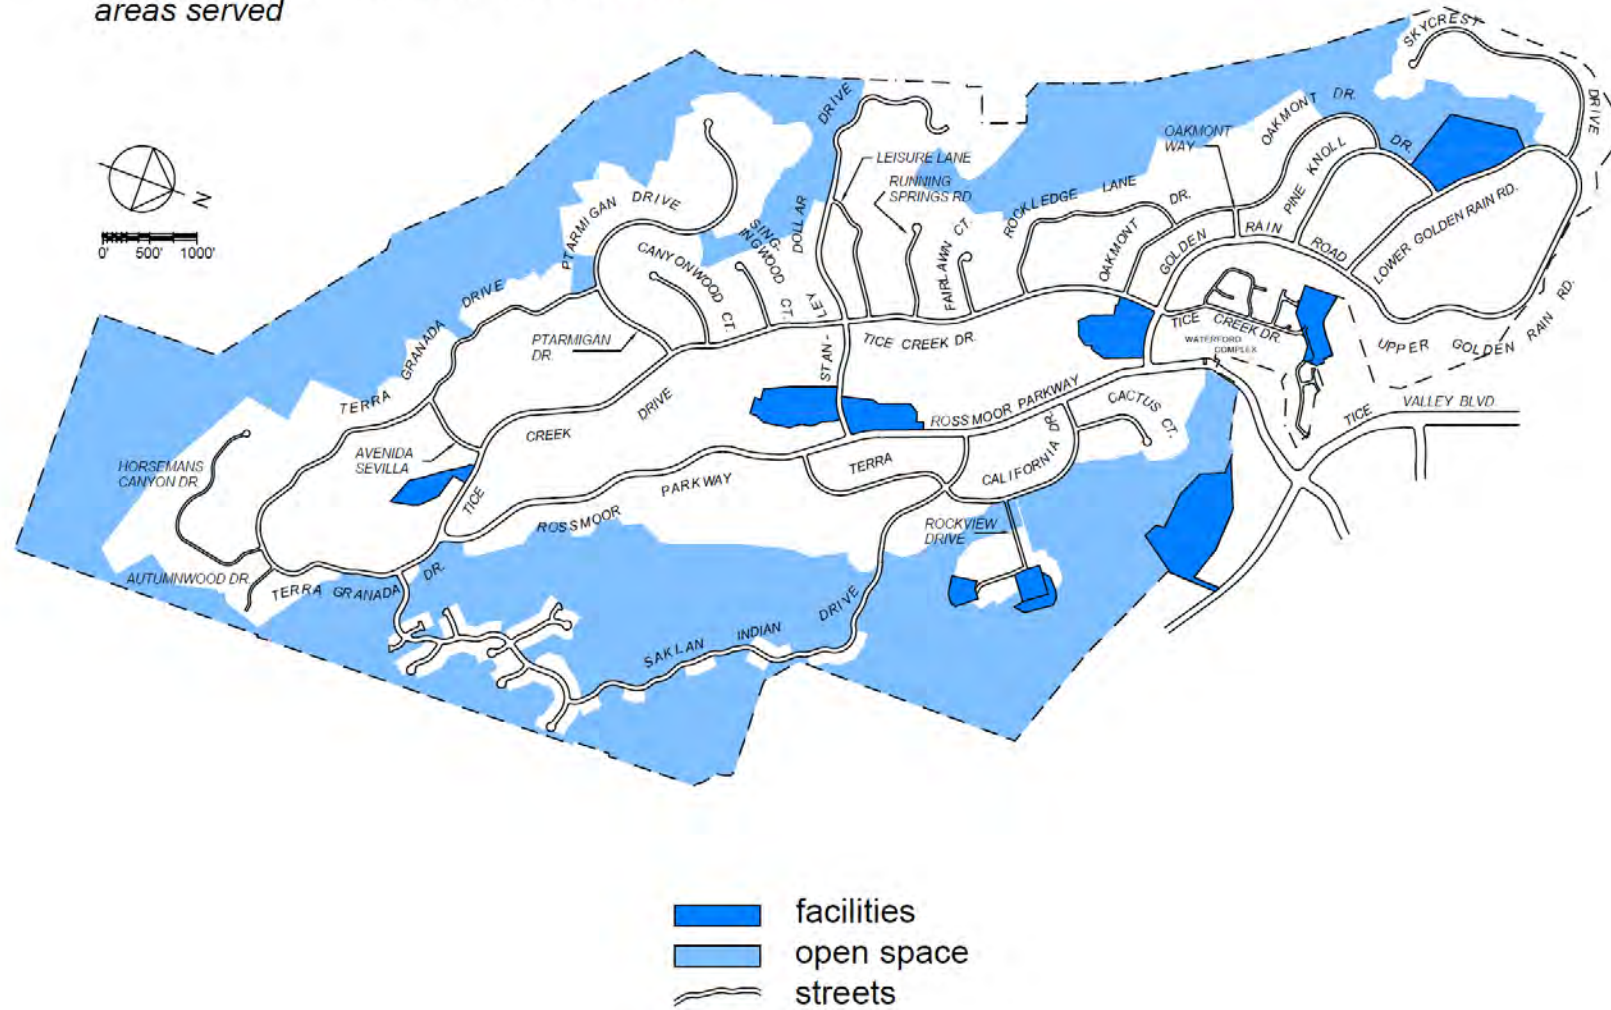 areas served
N
0' 500' 1000'
SKYCREST
DRIVE
OAKMONT DR.
OAKMONT
WAY
PINE KNOLL
DR.
LEISURE LANE
RUNNING
SPRINGS RD
DRIVE
DOLLAR
STAN-
LEY
ROCKLEDGE LANE
DR.
OAKMONT
GOLDEN
RAIN
ROAD
LOWER GOLDEN RAIN RD.
UPPER GOLDEN RAIN RD.
FAIRLAWN CT.
PTARMIGAN DRIVE
CANYONWOOD CT.
SING-
INGWOOD CT.
PTARMIGAN
DR.
TERRA GRANADA DRIVE
TICE CREEK DR.
TICE CREEK DR.
WATERFORD
COMPLEX
TICE VALLEY BLVD.
TICE CREEK DRIVE
AVENIDA
SEVILLA
HORSEMANS
CANYON DR.
AUTUMNWOOD DR.
TERRA GRANADA DR.
ROSSMOOR PARKWAY
ROSSMOOR PARKWAY
CACTUS CT.
TERRA
CALIFORNIA
DR.
ROCKVIEW
DRIVE
SAKLAN INDIAN DRIVE
facilities
open space
streets